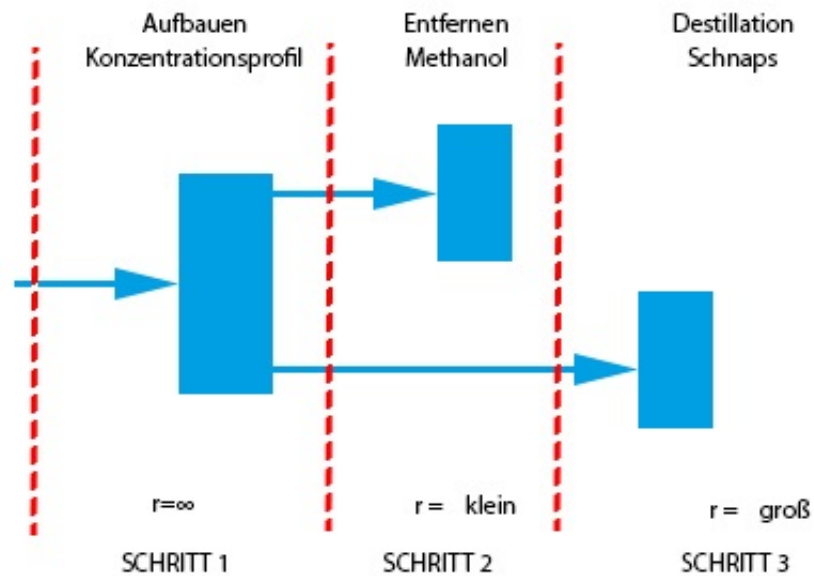 Aufbauen
Konzentrationsprofil
Entfernen
Methanol
Destillation
Schnaps
r=∞
r = klein
r = groß
SCHRITT 1
SCHRITT 2
SCHRITT 3